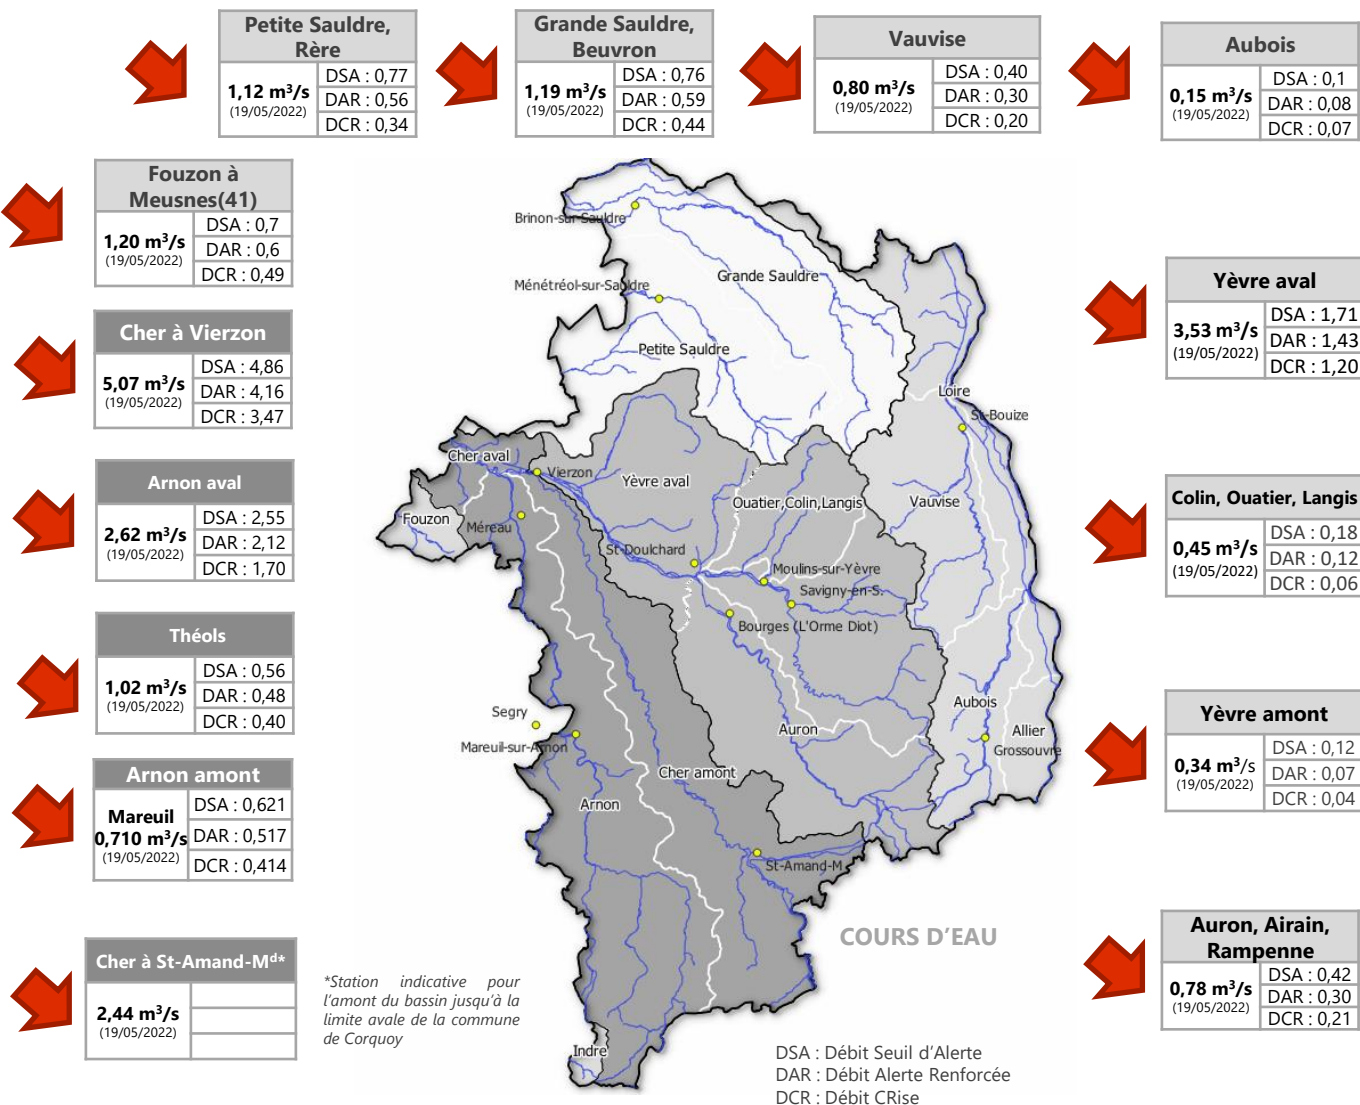 Petite Sauldre,
Rère
1,12 m³/s
(19/05/2022)
DSA : 0,77
DAR : 0,56
DCR : 0,34
Grande Sauldre,
Beuvron
1,19 m³/s
(19/05/2022)
DSA : 0,76
DAR : 0,59
DCR : 0,44
Vauvise
0,80 m³/s
(19/05/2022)
DSA : 0,40
DAR : 0,30
DCR : 0,20
Aubois
0,15 m³/s
(19/05/2022)
DSA : 0,1
DAR : 0,08
DCR : 0,07
Fouzon à
Meusnes(41)
1,20 m³/s
(19/05/2022)
DSA : 0,7
DAR : 0,6
DCR : 0,49
Cher à Vierzon
5,07 m³/s
(19/05/2022)
DSA : 4,86
DAR : 4,16
DCR : 3,47
Arnon aval
2,62 m³/s
(19/05/2022)
DSA : 2,55
DAR : 2,12
DCR : 1,70
Théols
1,02 m³/s
(19/05/2022)
DSA : 0,56
DAR : 0,48
DCR : 0,40
Arnon amont
Mareuil
0,710 m³/s
(19/05/2022)
DSA : 0,621
DAR : 0,517
DCR : 0,414
Cher à St-Amand-Mᵈ*
2,44 m³/s
(19/05/2022)
*Station indicative pour
l'amont du bassin jusqu'à la
limite avale de la commune
de Corquoy
Brinon-sur-Sauldre
Grande Sauldre
Ménétréol-sur-Sauldre
Petite Sauldre
Loire
St-Bouize
Cher aval
Vierzon
Yèvre aval
Ouatier,Colin,Langis
Vauvise
Fouzon
Méreau
St-Doulchard
Moulins-sur-Yèvre
Savigny-en-S.
Bourges (L'Orme Diot)
Segry
Mareuil-sur-Arnon
Auron
Aubois
Allier
Grossouvre
Cher amont
Arnon
St-Amand-M
Indre
COURS D'EAU
DSA : Débit Seuil d'Alerte
DAR : Débit Alerte Renforcée
DCR : Débit CRise
Yèvre aval
3,53 m³/s
(19/05/2022)
DSA : 1,71
DAR : 1,43
DCR : 1,20
Colin, Ouatier, Langis
0,45 m³/s
(19/05/2022)
DSA : 0,18
DAR : 0,12
DCR : 0,06
Yèvre amont
0,34 m³/s
(19/05/2022)
DSA : 0,12
DAR : 0,07
DCR : 0,04
Auron, Airain,
Rampenne
0,78 m³/s
(19/05/2022)
DSA : 0,42
DAR : 0,30
DCR : 0,21